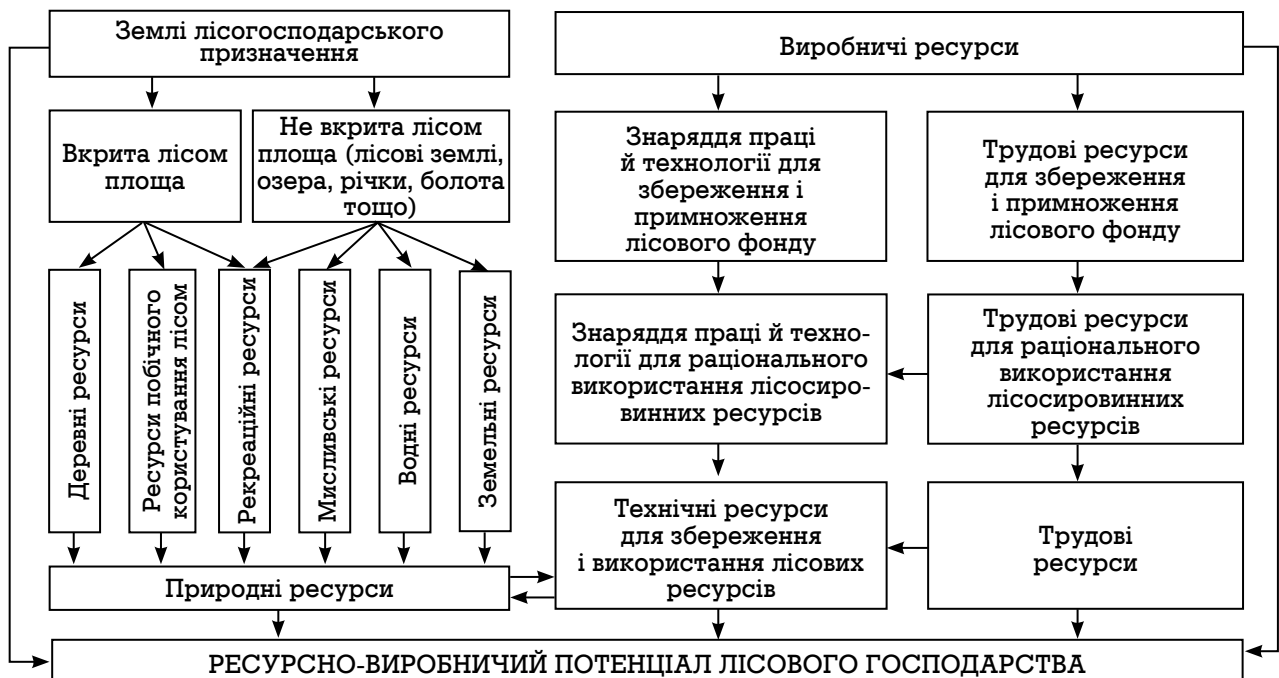 Землі лісогосподарського
призначення
Виробничі ресурси
Вкрита лісом
площа
Не вкрита лісом
площа (лісові землі,
озера, річки, болота
тощо)
Знаряддя праці
й технології для
збереження і
примноження
лісового фонду
Трудові ресурси
для збереження
і примноження
лісового фонду
Деревні ресурси
Ресурси побічного
користування лісом
Рекреаційні ресурси
Мисливські ресурси
Водні ресурси
Земельні ресурси
Знаряддя праці й техно-
логії для раціонального
використання лісосиро-
винних ресурсів
Трудові ресурси
для раціонального
використання
лісосировинних
ресурсів
Природні ресурси
Технічні ресурси
для збереження
і використання лісових
ресурсів
Трудові
ресурси
РЕСУРСНО-ВИРОБНИЧИЙ ПОТЕНЦІАЛ ЛІСОВОГО ГОСПОДАРСТВА